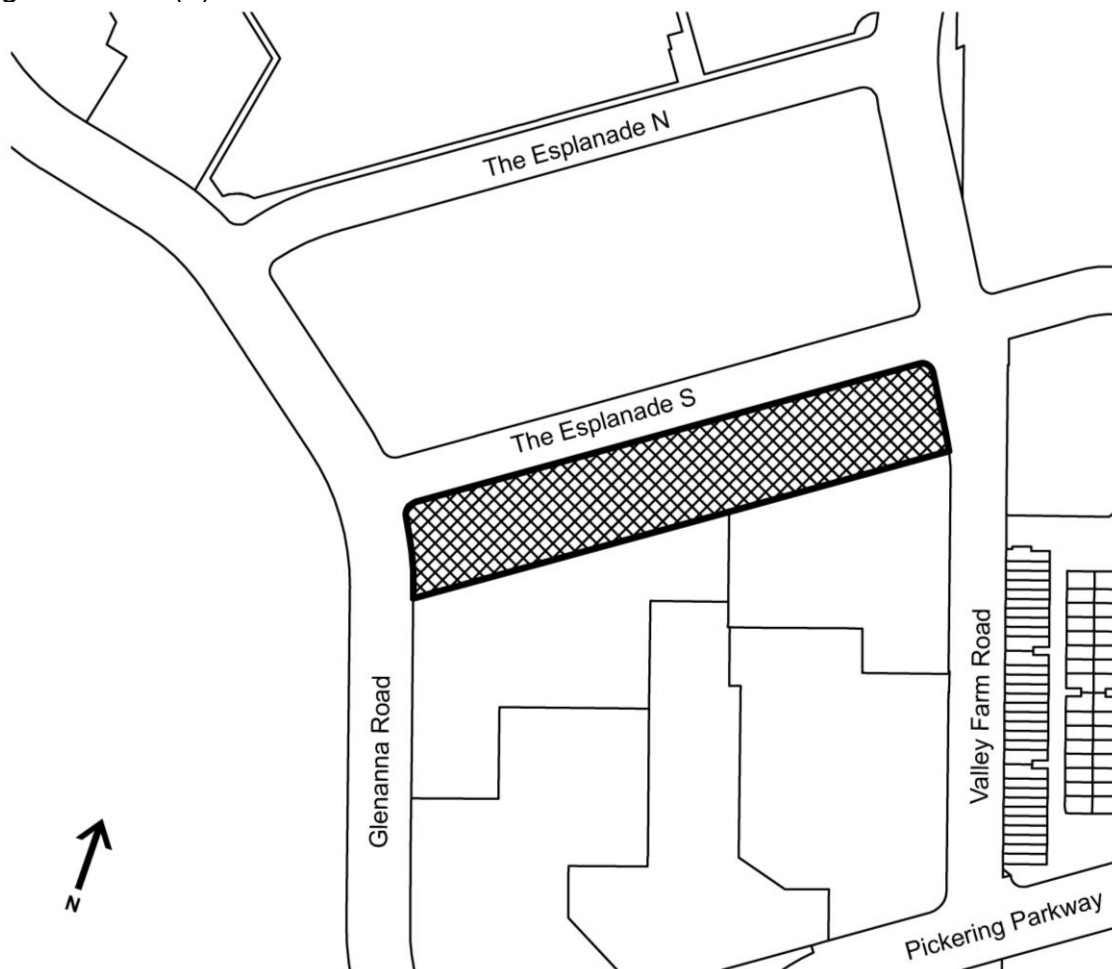 The Esplanade N
The Esplanade S
Glenanna Road
Valley Farm Road
Pickering Parkway
N